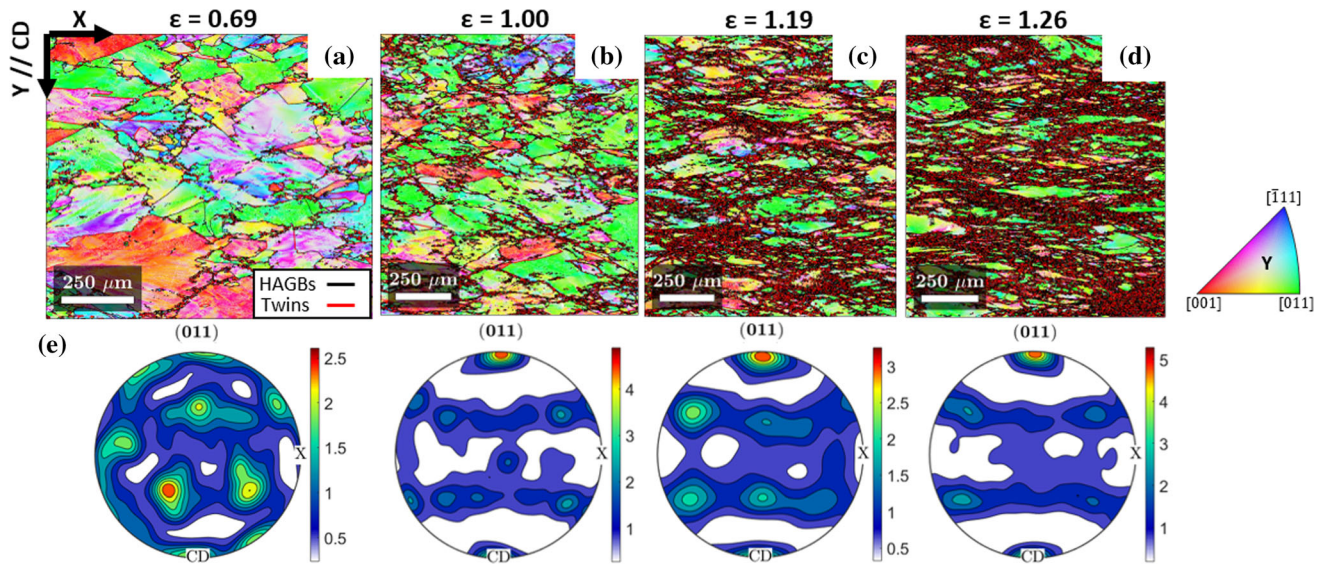 ε = 0.69 ε = 1.00 ε = 1.19 ε = 1.26
X
Y // CD
(a) (b) (c) (d)
250 μm 250 μm 250 μm 250 μm
HAGBs
Twins
[1̄11]
Y
[001] [011]
(e)
(011) (011) (011) (011)
2.5 2 1.5 1 0.5
4 3 2 1
3 2.5 2 1.5 1 0.5
5 4 3 2 1
X X X X
CD CD CD CD